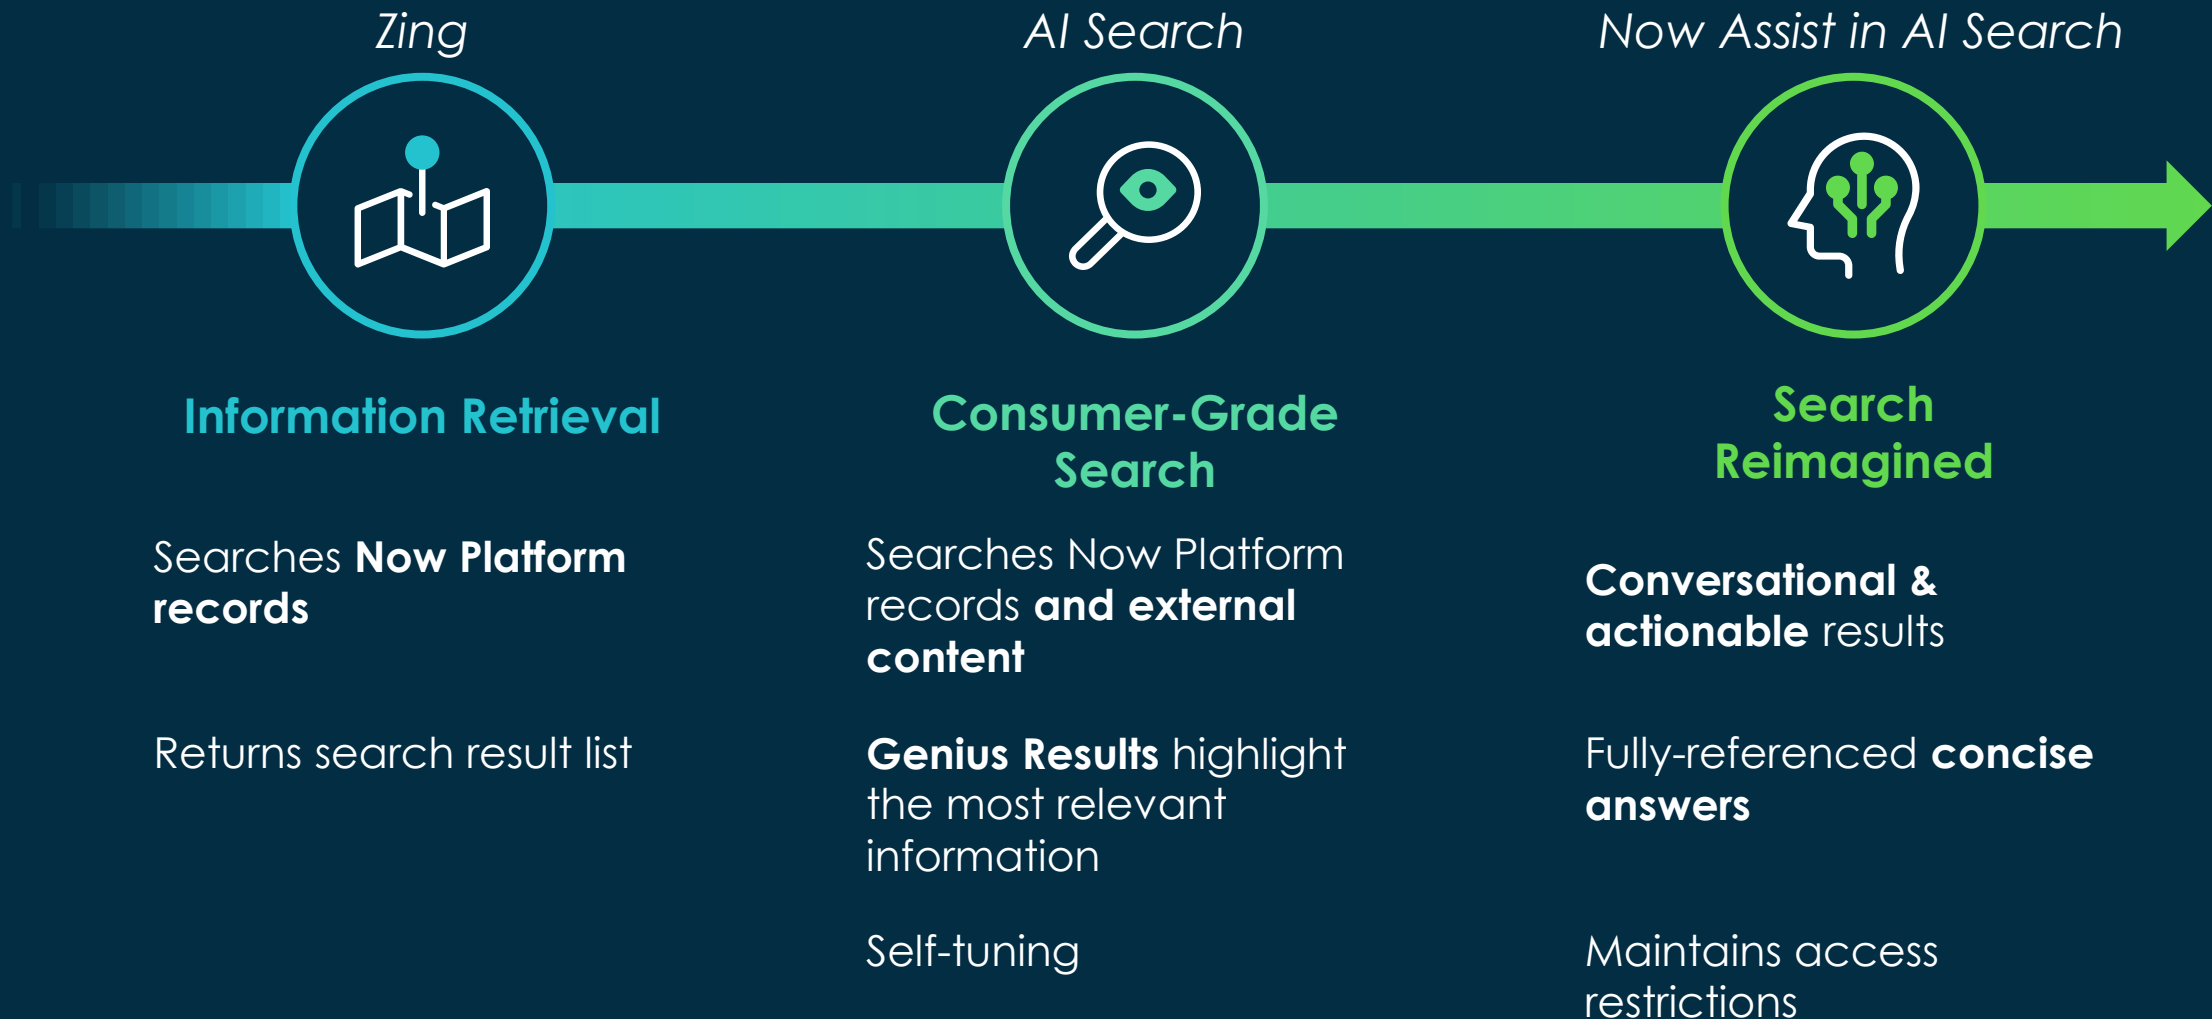 Zing
AI Search
Now Assist in AI Search
Information Retrieval
Searches Now Platform
records
Returns search result list
Consumer-Grade
Search
Searches Now Platform
records and external
content
Genius Results highlight
the most relevant
information
Self-tuning
Search
Reimagined
Conversational &
actionable results
Fully-referenced concise
answers
Maintains access
restrictions